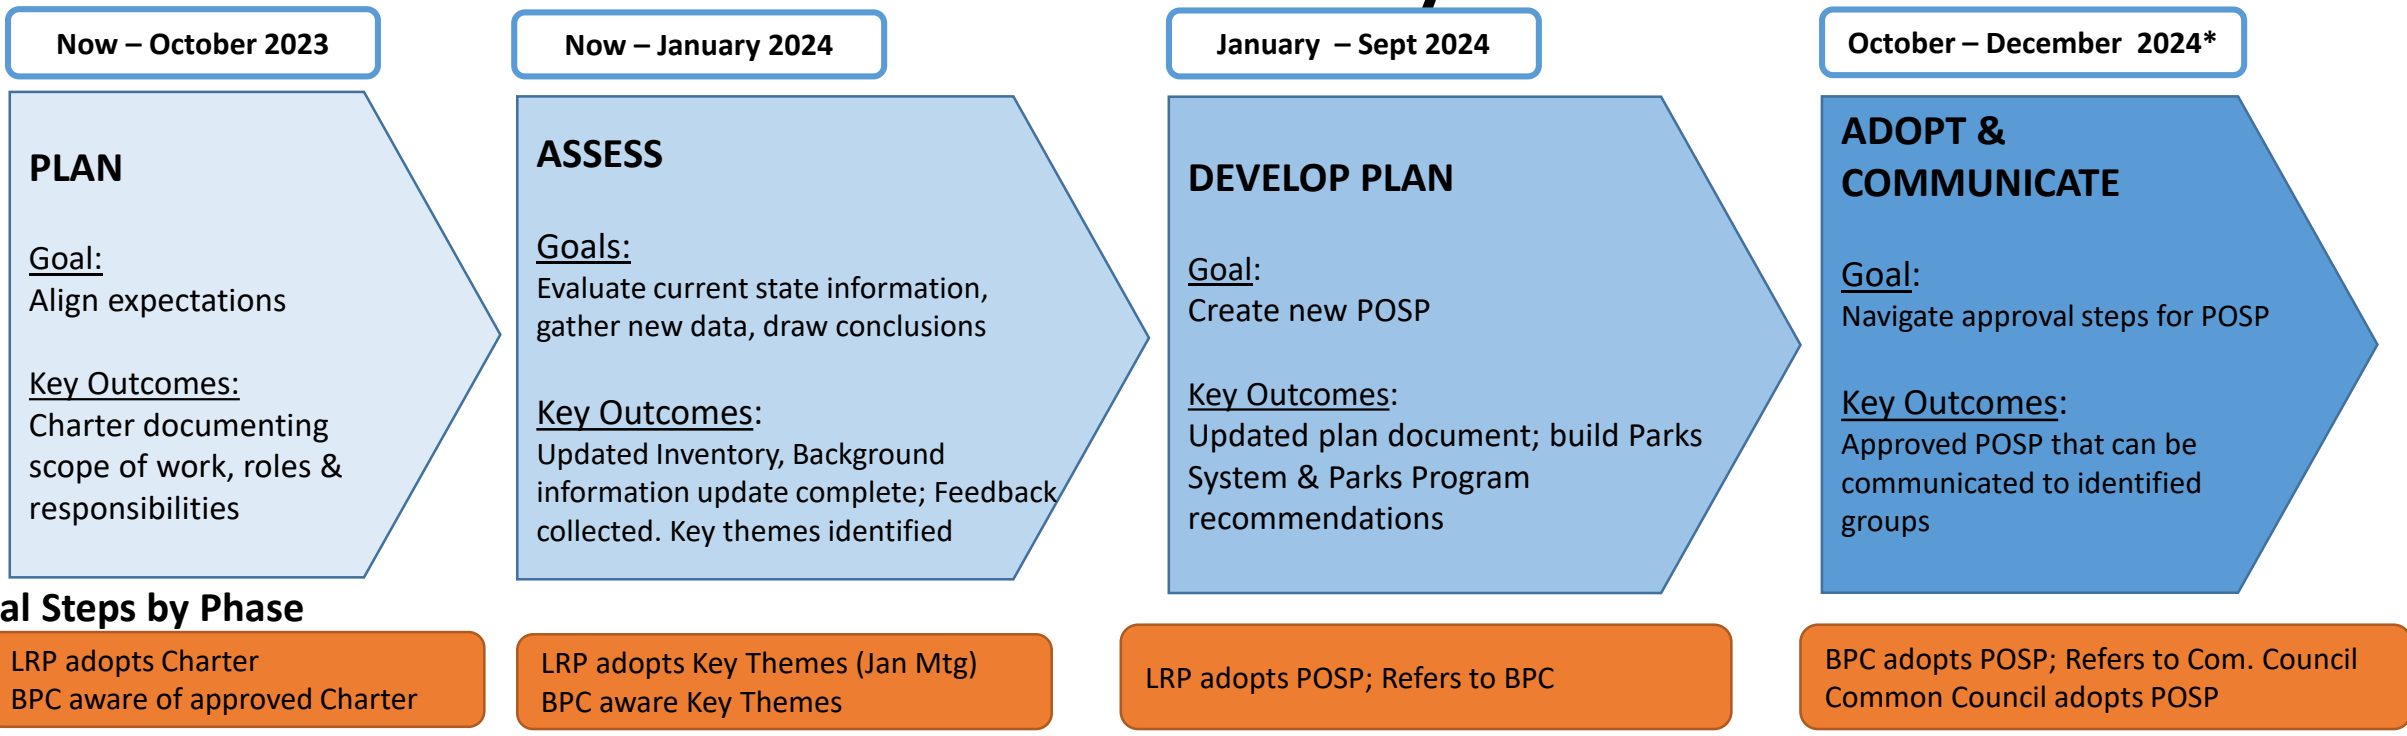 Now – October 2023
Now – January 2024
January – Sept 2024
October – December 2024*
PLAN
Goal:
Align expectations
Key Outcomes:
Charter documenting
scope of work, roles &
responsibilities
ASSESS
Goals:
Evaluate current state information,
gather new data, draw conclusions
Key Outcomes:
Updated Inventory, Background
information update complete; Feedback
collected. Key themes identified
DEVELOP PLAN
Goal:
Create new POSP
Key Outcomes:
Updated plan document; build Parks
System & Parks Program
recommendations
ADOPT &
COMMUNICATE
Goal:
Navigate approval steps for POSP
Key Outcomes:
Approved POSP that can be
communicated to identified
groups
al Steps by Phase
LRP adopts Charter
BPC aware of approved Charter
LRP adopts Key Themes (Jan Mtg)
BPC aware Key Themes
LRP adopts POSP; Refers to BPC
BPC adopts POSP; Refers to Com. Council
Common Council adopts POSP